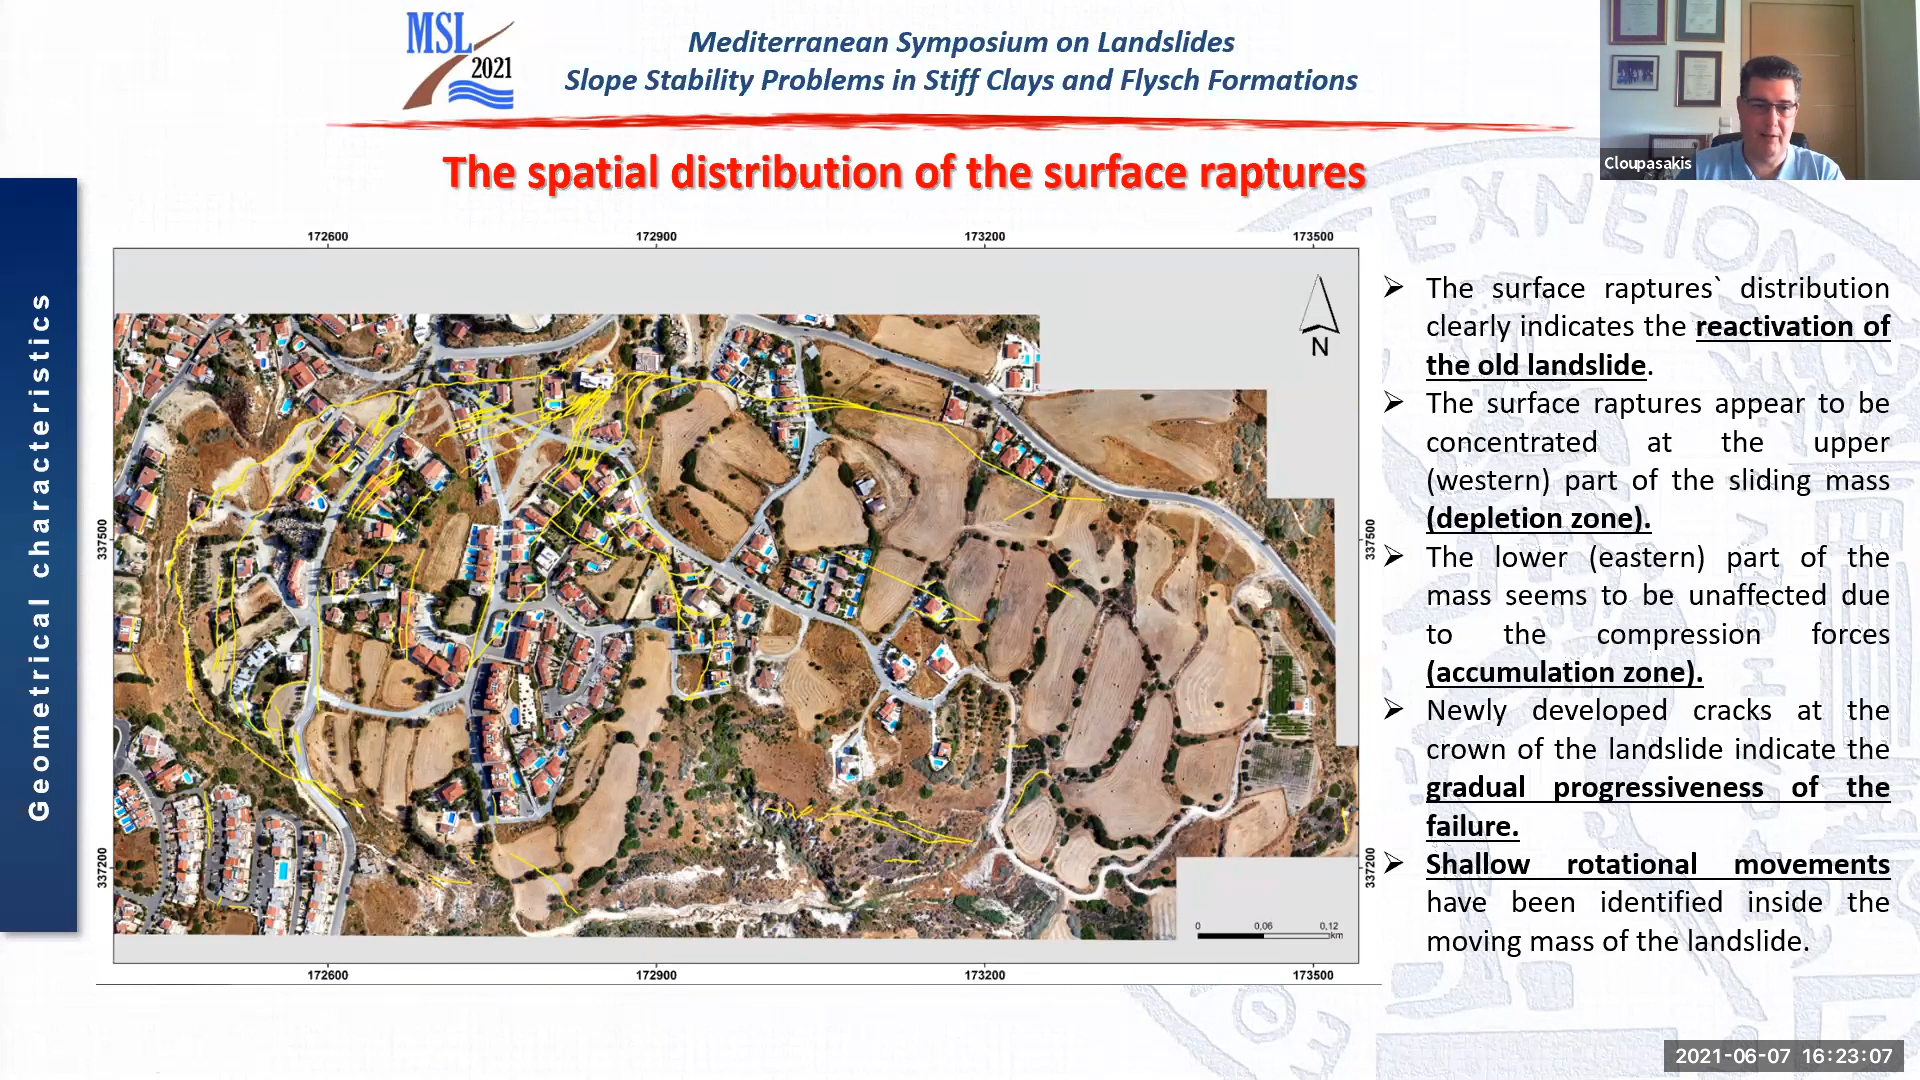 MSL
2021
Mediterranean Symposium on Landslides
Slope Stability Problems in Stiff Clays and Flysch Formations
Cloupasakis
The spatial distribution of the surface raptures
Geometrical characteristics
172600 172900 173200 173500
337500 337500
337200 337200
N
0 0,06 0,12
km
172600 172900 173200 173500
➢ The surface raptures` distribution
clearly indicates the reactivation of
the old landslide.
➢ The surface raptures appear to be
concentrated at the upper
(western) part of the sliding mass
(depletion zone).
➢ The lower (eastern) part of the
mass seems to be unaffected due
to the compression forces
(accumulation zone).
➢ Newly developed cracks at the
crown of the landslide indicate the
gradual progressiveness of the
failure.
➢ Shallow rotational movements
have been identified inside the
moving mass of the landslide.
ΕΧΝΕΙΟΝ
2021-06-07 16:23:07